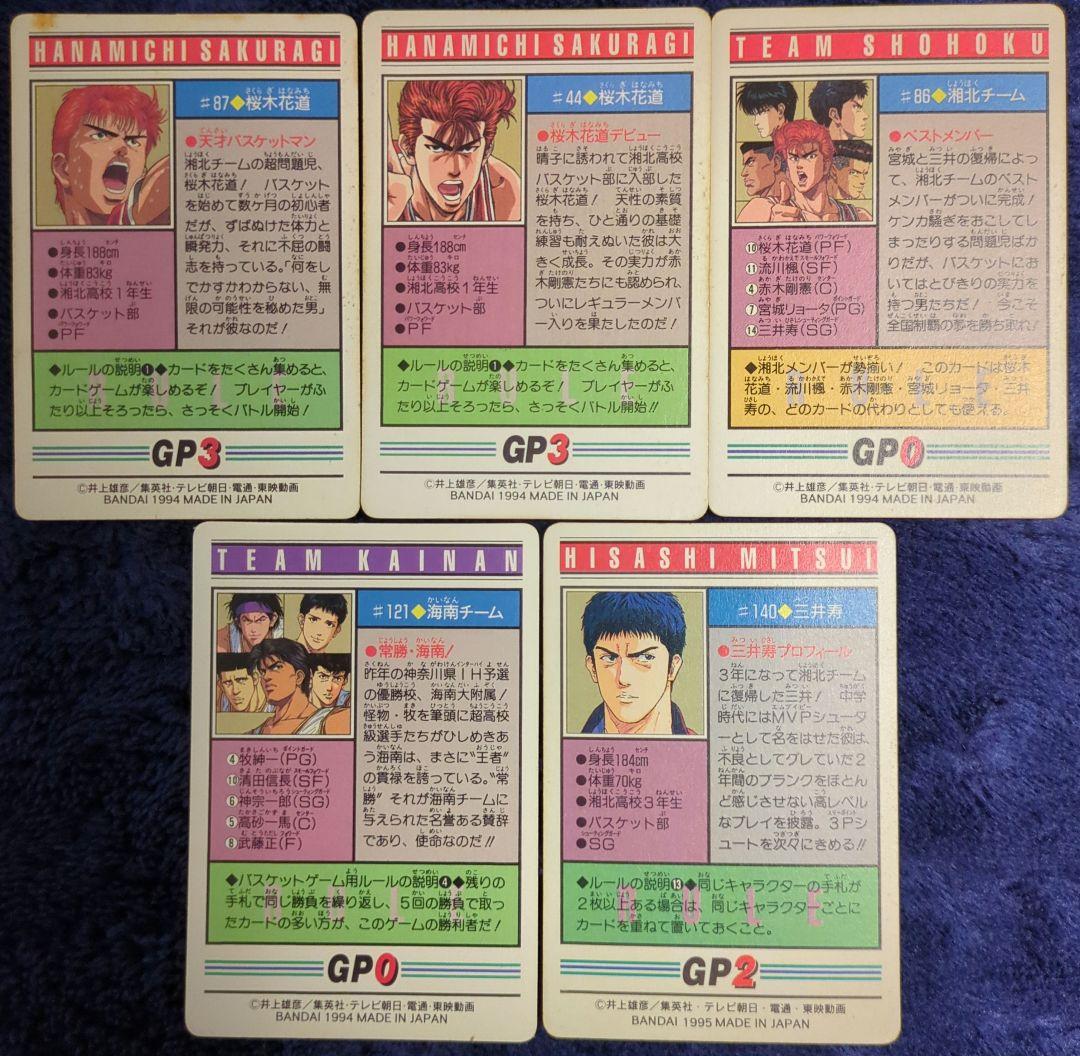 HANAMICHI SAKURAGI
♯87◆桜木花道
●天才バスケットマン
湘北チームの超問題児、
桜木花道！ バスケット
を始めて数ヶ月の初心者
だが、ずばぬけた体力と
瞬発力、それに不屈の闘
志を持っている。「何をし
でかすかわからない、無
限の可能性を秘めた男」
それが彼なのだ！
●身長188cm
●体重83kg
●湘北高校１年生
●バスケット部
●PF
◆ルールの説明❶◆カードをたくさん集めると、
カードゲームが楽しめるぞ！ プレイヤーがふ
たり以上そろったら、さっそくバトル開始！
GP3
©井上雄彦／集英社・テレビ朝日・電通・東映動画
BANDAI 1994 MADE IN JAPAN
HANAMICHI SAKURAGI
♯44◆桜木花道
●桜木花道デビュー
晴子に誘われて湘北高校
バスケット部に入部した
桜木花道！ 天性の素質
を持ち、ひと通りの基礎
練習も耐えぬいた彼は大
きく成長。その実力が赤
木剛憲たちにも認められ、
ついにレギュラーメンバ
ー入りを果たしたのだ！
●身長188cm
●体重83kg
●湘北高校１年生
●バスケット部
●PF
◆ルールの説明❶◆カードをたくさん集めると、
カードゲームが楽しめるぞ！ プレイヤーがふ
たり以上そろったら、さっそくバトル開始!!
GP3
©井上雄彦／集英社・テレビ朝日・電通・東映動画
BANDAI 1994 MADE IN JAPAN
TEAM SHOHOKU
♯86◆湘北チーム
●ベストメンバー
宮城と三井の復帰によっ
て、湘北チームのベスト
メンバーがついに完成！
ケンカ騒ぎをおこしてし
まったりする問題児ばか
りだが、バスケットにお
いてはとびきりの実力を
持つ男たちだ！ 今こそ
全国制覇の夢を勝ち取れ！
⑩桜木花道(PF)
⑪流川楓(SF)
④赤木剛憲(C)
⑦宮城リョータ(PG)
⑭三井寿(SG)
◆湘北メンバーが勢揃い！ このカードは桜木
花道・流川楓・赤木剛憲・宮城リョータ・三井
寿の、どのカードの代わりとしても使える。
GP0
©井上雄彦／集英社・テレビ朝日・電通・東映動画
BANDAI 1994 MADE IN JAPAN
TEAM KAINAN
♯121◆海南チーム
●常勝・海南！
昨年の神奈川県ＩＨ予選
の優勝校、海南大附属！
怪物・牧を筆頭に超高校
級選手たちがひしめきあ
う海南は、まさに〝王者〟
の貫禄を誇っている。〝常
勝〟それが海南チームに
与えられた名誉ある賛辞
であり、使命なのだ!!
④牧紳一(PG)
⑩清田信長(SF)
⑥神宗一郎(SG)
⑤高砂一馬(C)
⑧武藤正(F)
◆バスケットゲーム用ルールの説明❹◆残りの
手札で同じ勝負を繰り返し、５回の勝負で取っ
たカードの多い方が、このゲームの勝利者だ！
GP0
©井上雄彦／集英社・テレビ朝日・電通・東映動画
BANDAI 1994 MADE IN JAPAN
HISASHI MITSUI
♯140◆三井寿
●三井寿プロフィール
３年になって湘北チーム
に復帰した三井！ 中学
時代にはＭＶＰシュータ
ーとして名をはせた彼は、
不良としてグレていた２
年間のブランクをほとん
ど感じさせない高レベル
なプレイを披露。３Ｐシ
ュートを次々にきめる!!
●身長184cm
●体重70kg
●湘北高校３年生
●バスケット部
●SG
◆ルールの説明⓭◆同じキャラクターの手札が
２枚以上ある場合は、同じキャラクターごとに
カードを重ねて置いておくこと。
GP2
©井上雄彦／集英社・テレビ朝日・電通・東映動画
BANDAI 1995 MADE IN JAPAN